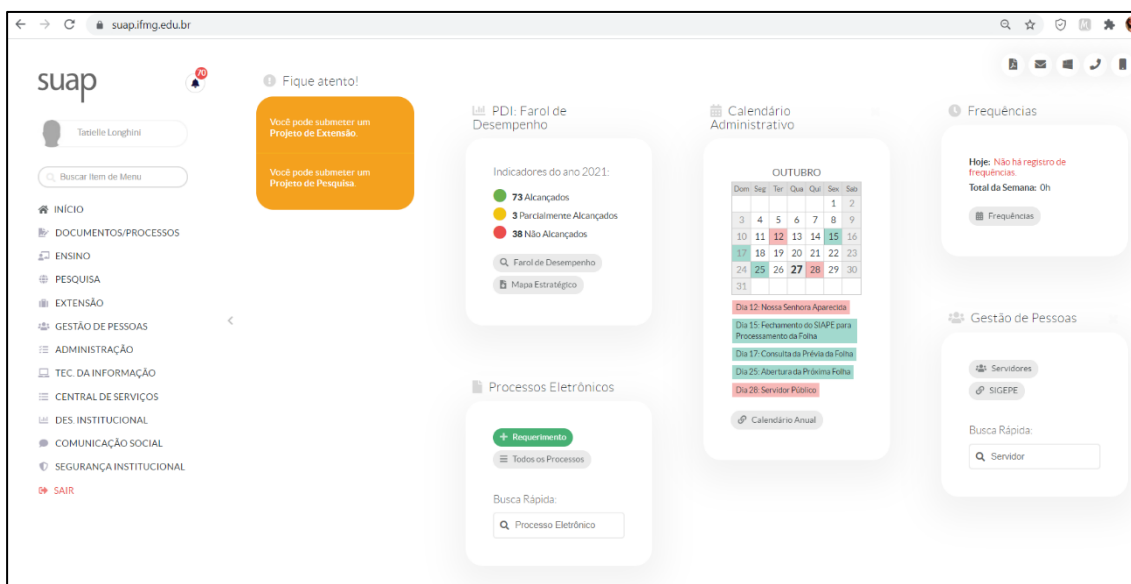 suap.ifmg.edu.br
suap
70
Tatielle Longhini
Buscar Item de Menu
INÍCIO
DOCUMENTOS/PROCESSOS
ENSINO
PESQUISA
EXTENSÃO
GESTÃO DE PESSOAS
ADMINISTRAÇÃO
TEC. DA INFORMAÇÃO
CENTRAL DE SERVIÇOS
DES. INSTITUCIONAL
COMUNICAÇÃO SOCIAL
SEGURANÇA INSTITUCIONAL
SAIR
Fique atento!
Você pode submeter um
Projeto de Extensão.
Você pode submeter um
Projeto de Pesquisa.
PDI: Farol de
Desempenho
Indicadores do ano 2021:
73 Alcançados
3 Parcialmente Alcançados
38 Não Alcançados
Farol de Desempenho
Mapa Estratégico
Processos Eletrônicos
Requerimento
Todos os Processos
Busca Rápida:
Processo Eletrônico
Calendário
Administrativo
OUTUBRO
Dom Seg Ter Qua Qui Sex Sab
1 2
3 4 5 6 7 8 9
10 11 12 13 14 15 16
17 18 19 20 21 22 23
24 25 26 27 28 29 30
31
Dia 12: Nossa Senhora Aparecida
Dia 15: Fechamento do SIAPE para
Processamento da Folha
Dia 17: Consulta da Prévia da Folha
Dia 25: Abertura da Próxima Folha
Dia 28: Servidor Público
Calendário Anual
Frequências
Hoje: Não há registro de
frequências.
Total da Semana: 0h
Frequências
Gestão de Pessoas
Servidores
SIGEPE
Busca Rápida:
Servidor